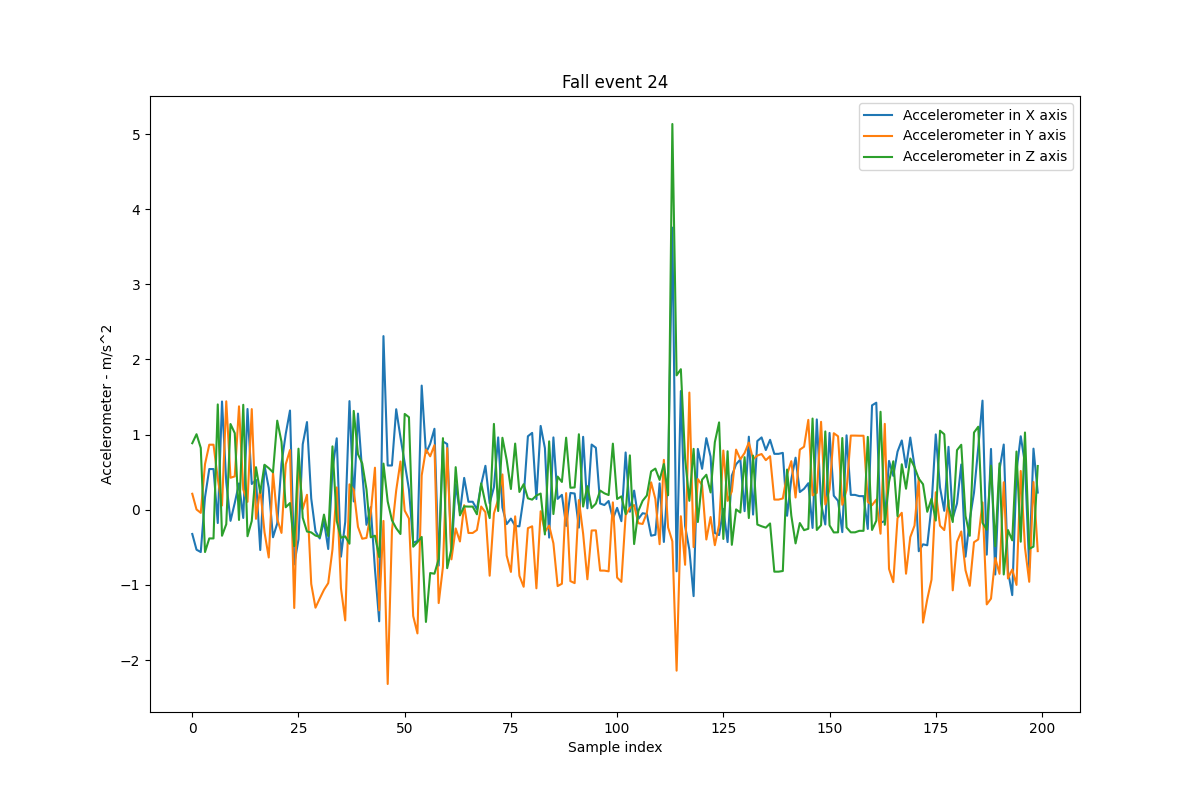 Fall event 24
Accelerometer in X axis
Accelerometer in Y axis
Accelerometer in Z axis
Accelerometer - m/s^2
5
4
3
2
1
0
−1
−2
0 25 50 75 100 125 150 175 200
Sample index